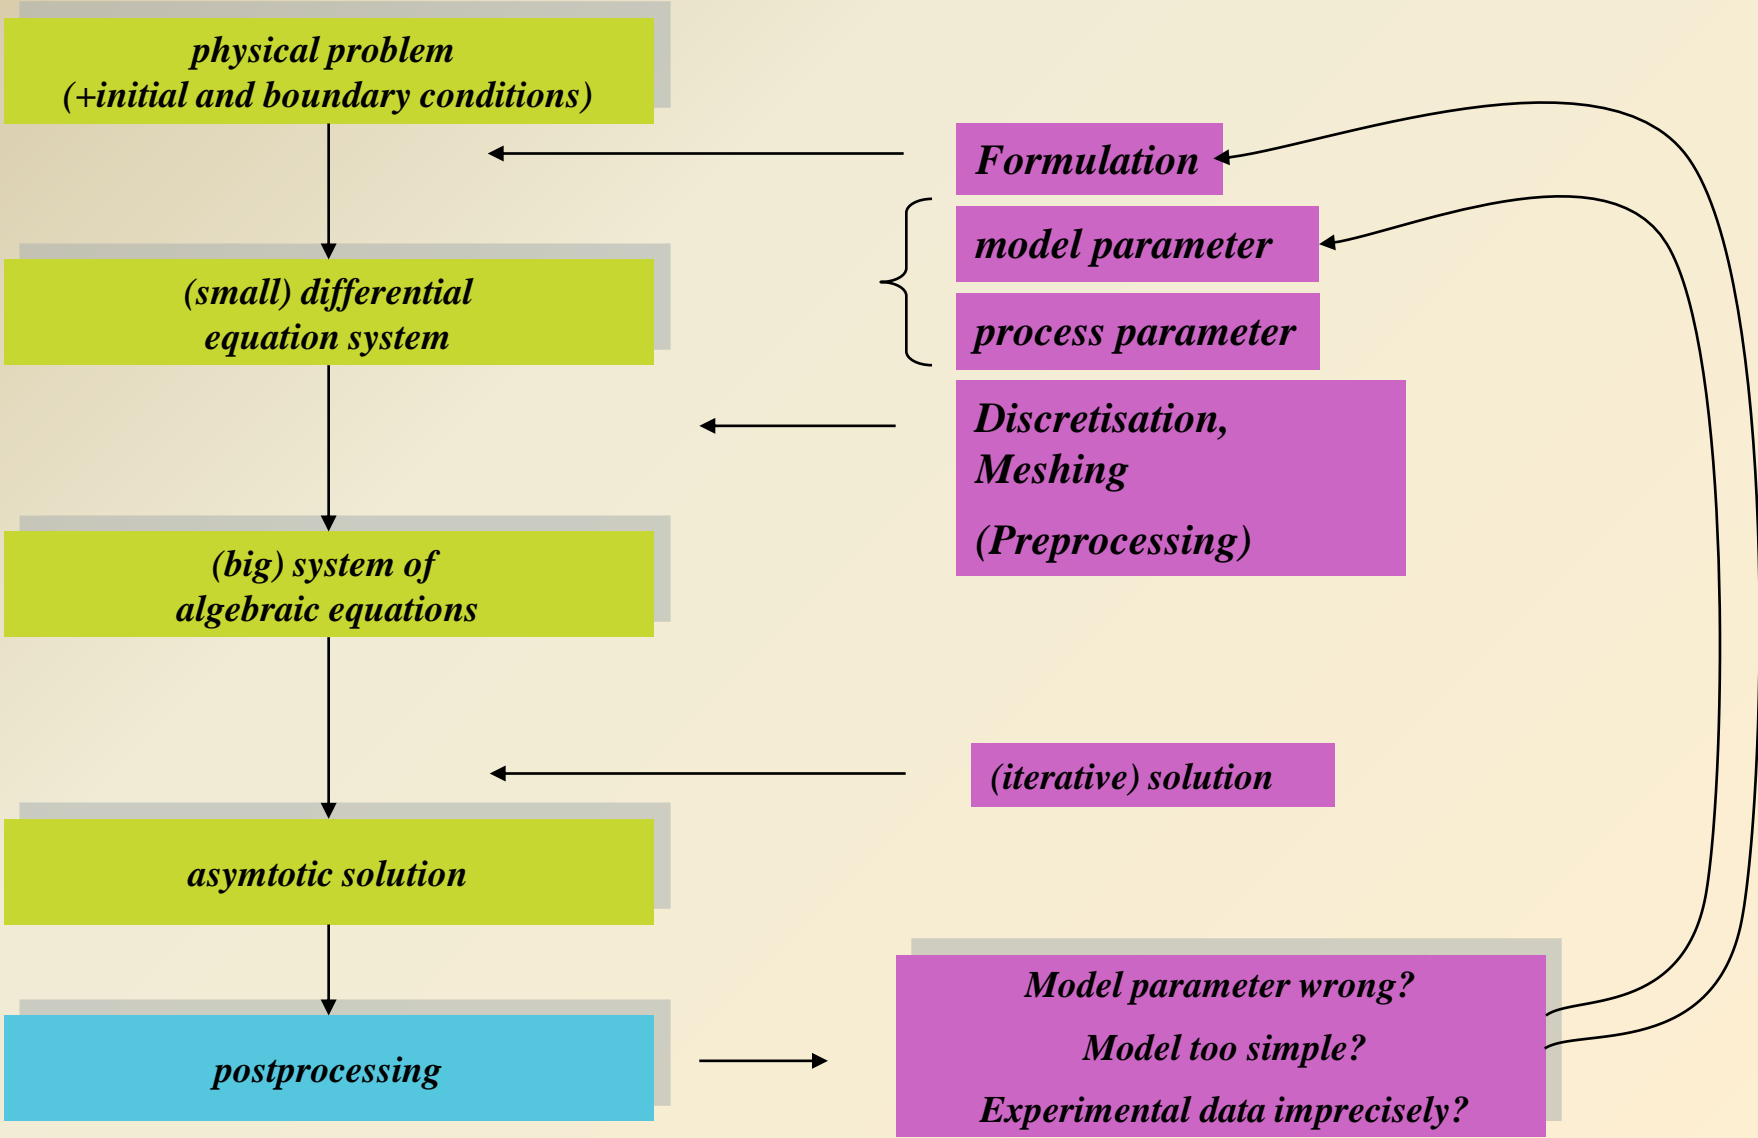 physical problem
(+initial and boundary conditions)
Formulation
model parameter
(small) differential
equation system
process parameter
Discretisation,
Meshing
(Preprocessing)
(big) system of
algebraic equations
(iterative) solution
asymtotic solution
postprocessing
Model parameter wrong?
Model too simple?
Experimental data imprecisely?